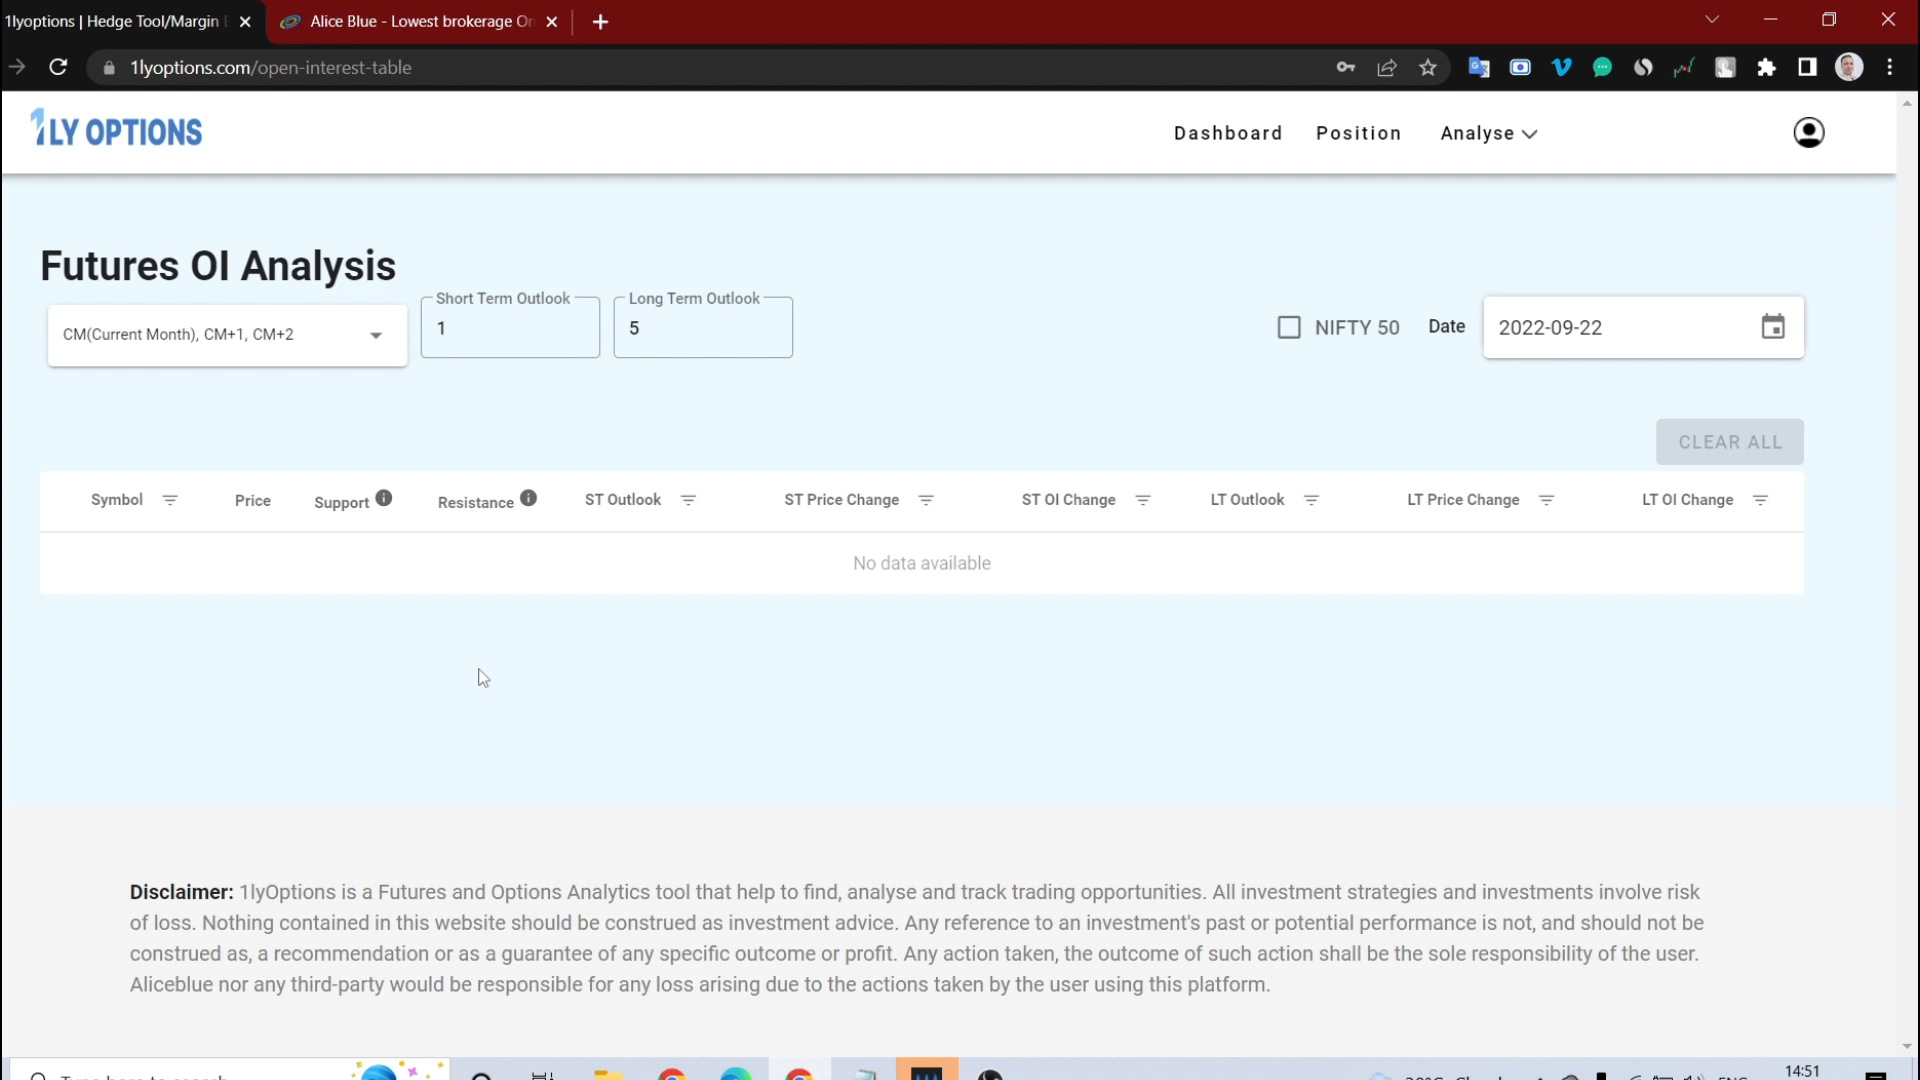 1lyoptions | Hedge Tool/Margin
Alice Blue - Lowest brokerage On
1lyoptions.com/open-interest-table
1LY OPTIONS
Dashboard Position Analyse
Futures OI Analysis
CM(Current Month), CM+1, CM+2
Short Term Outlook
1
Long Term Outlook
5
NIFTY 50
Date
2022-09-22
CLEAR ALL
Symbol Price Support Resistance ST Outlook ST Price Change ST OI Change LT Outlook LT Price Change LT OI Change
No data available
Disclaimer: 1lyOptions is a Futures and Options Analytics tool that help to find, analyse and track trading opportunities. All investment strategies and investments involve risk
of loss. Nothing contained in this website should be construed as investment advice. Any reference to an investment's past or potential performance is not, and should not be
construed as, a recommendation or as a guarantee of any specific outcome or profit. Any action taken, the outcome of such action shall be the sole responsibility of the user.
Aliceblue nor any third-party would be responsible for any loss arising due to the actions taken by the user using this platform.
Type here to search
14:51